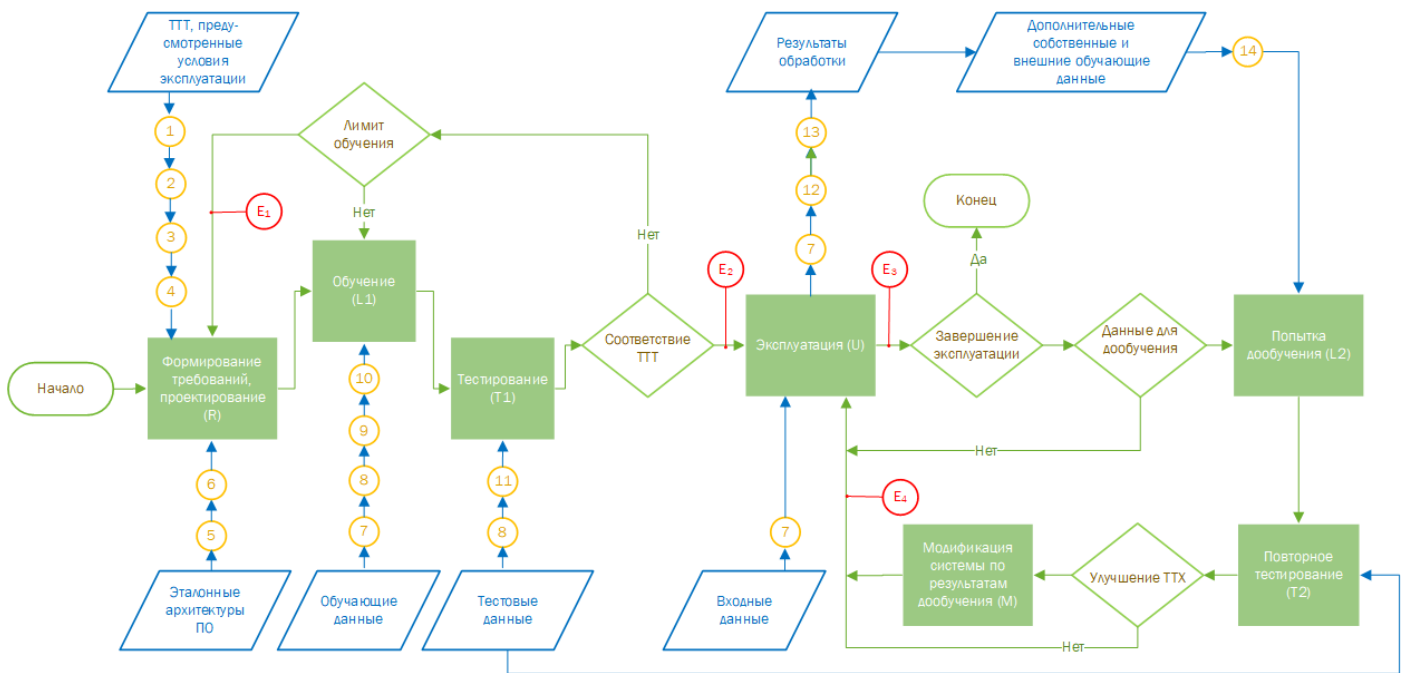 ТТТ, преду-
смотренные
условия
эксплуатации
1
2
3
4
Лимит
обучения
Нет
E₁
Обучение
(L1)
Формирование
требований,
проектирование
(R)
Начало
6
5
Эталонные
архитектуры
ПО
10
9
8
7
Обучающие
данные
Тестирование
(T1)
11
8
Тестовые
данные
Соответствие
ТТТ
Нет
E₂
Результаты
обработки
13
12
7
Эксплуатация (U)
7
Входные
данные
E₃
Дополнительные
собственные и
внешние обучающие
данные
14
Конец
Да
Завершение
эксплуатации
Данные для
дообучения
Нет
Попытка
дообучения (L2)
E₄
Модификация
системы по
результатам
дообучения (M)
Улучшение ТТХ
Нет
Повторное
тестирование
(T2)